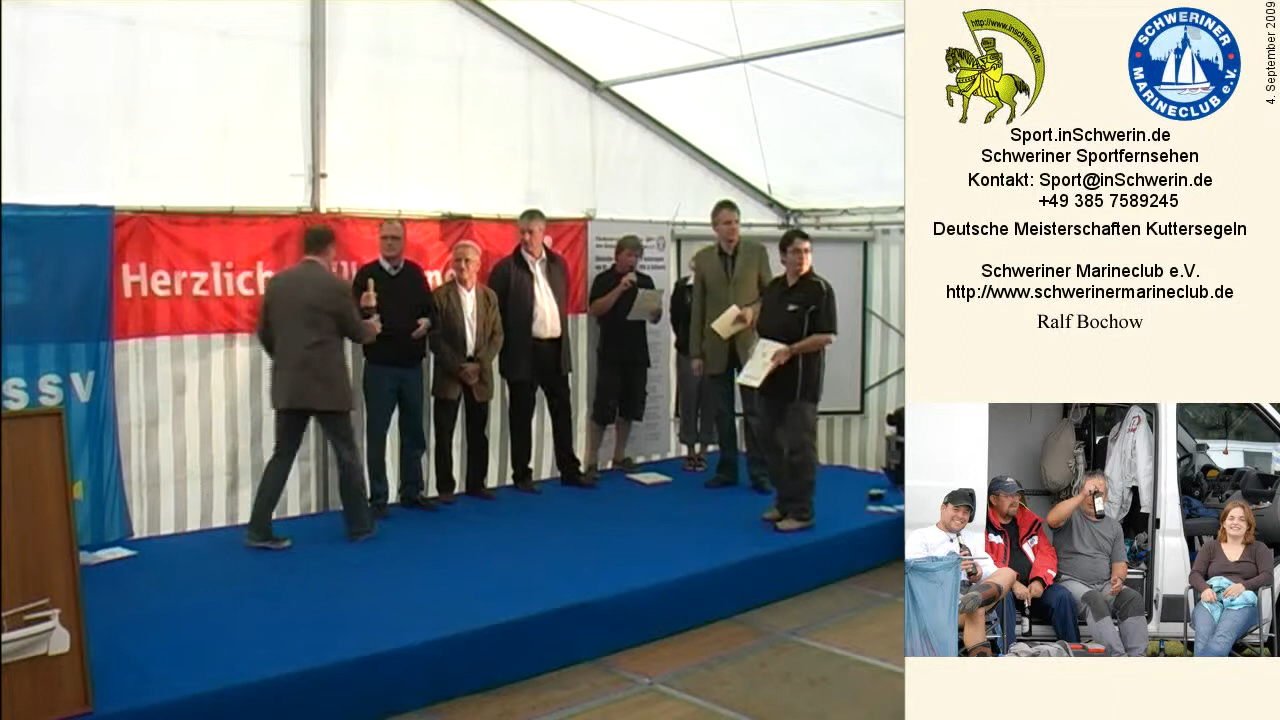 Herzlich
SSV
http://www.inschwerin.de
SCHWERINER
MARINECLUB e.V.
4. September 2009
Sport.inSchwerin.de
Schweriner Sportfernsehen
Kontakt: Sport@inSchwerin.de
+49 385 7589245
Deutsche Meisterschaften Kuttersegeln
Schweriner Marineclub e.V.
http://www.schwerinermarineclub.de
Ralf Bochow